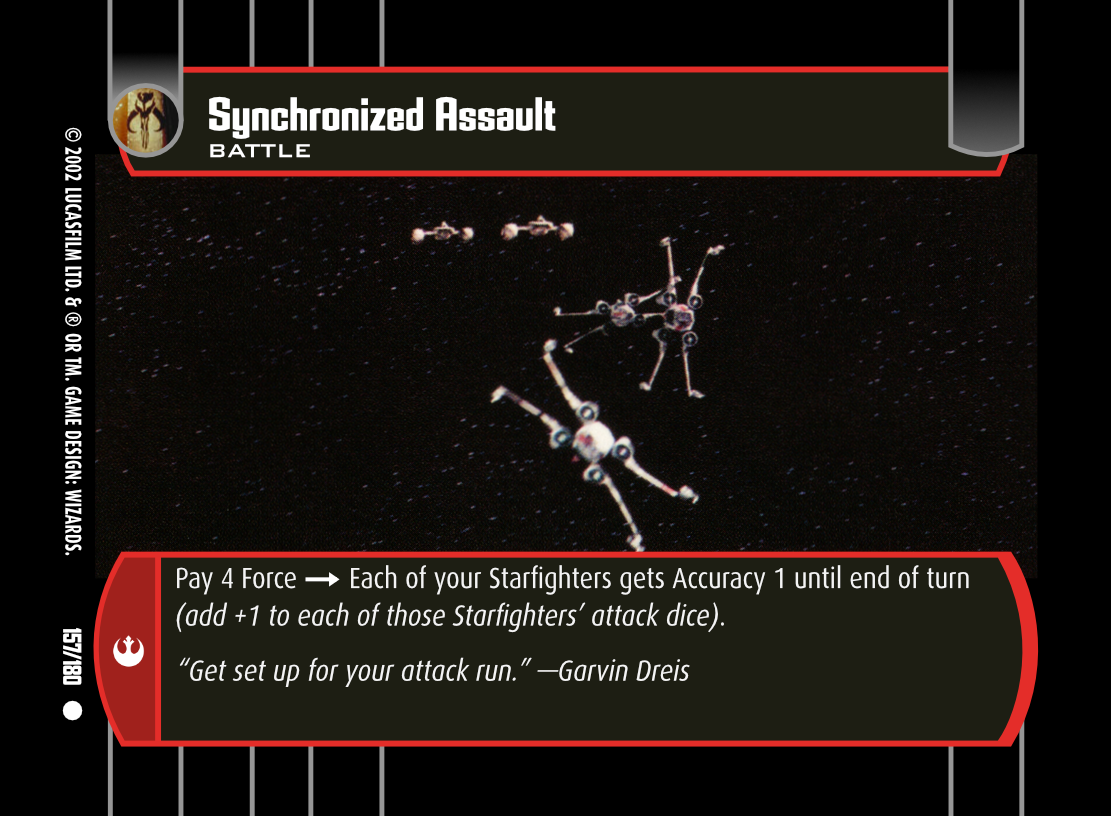 Synchronized Assault
BATTLE
Pay 4 Force → Each of your Starfighters gets Accuracy 1 until end of turn
(add +1 to each of those Starfighters’ attack dice).
“Get set up for your attack run.” —Garvin Dreis
© 2002 LUCASFILM LTD. & ® OR TM. GAME DESIGN: WIZARDS.
157/180